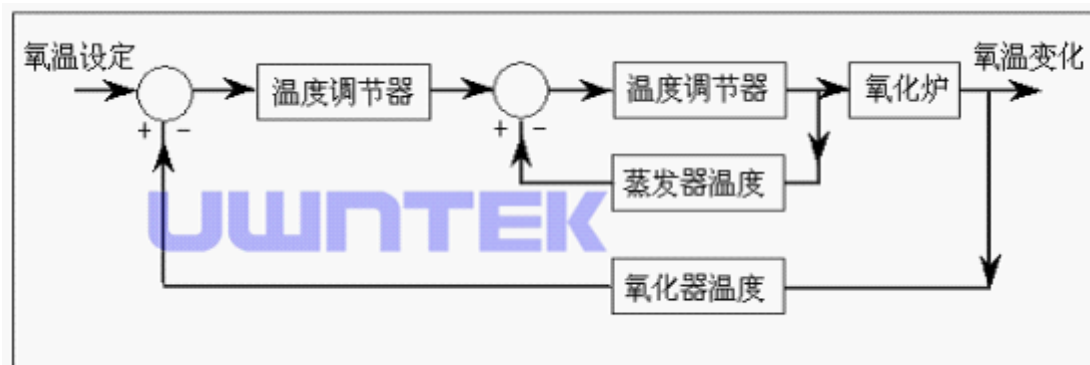 氧温设定
氧温变化
温度调节器
温度调节器
氧化炉
+ -
+ -
蒸发器温度
UWNTEK
氧化器温度